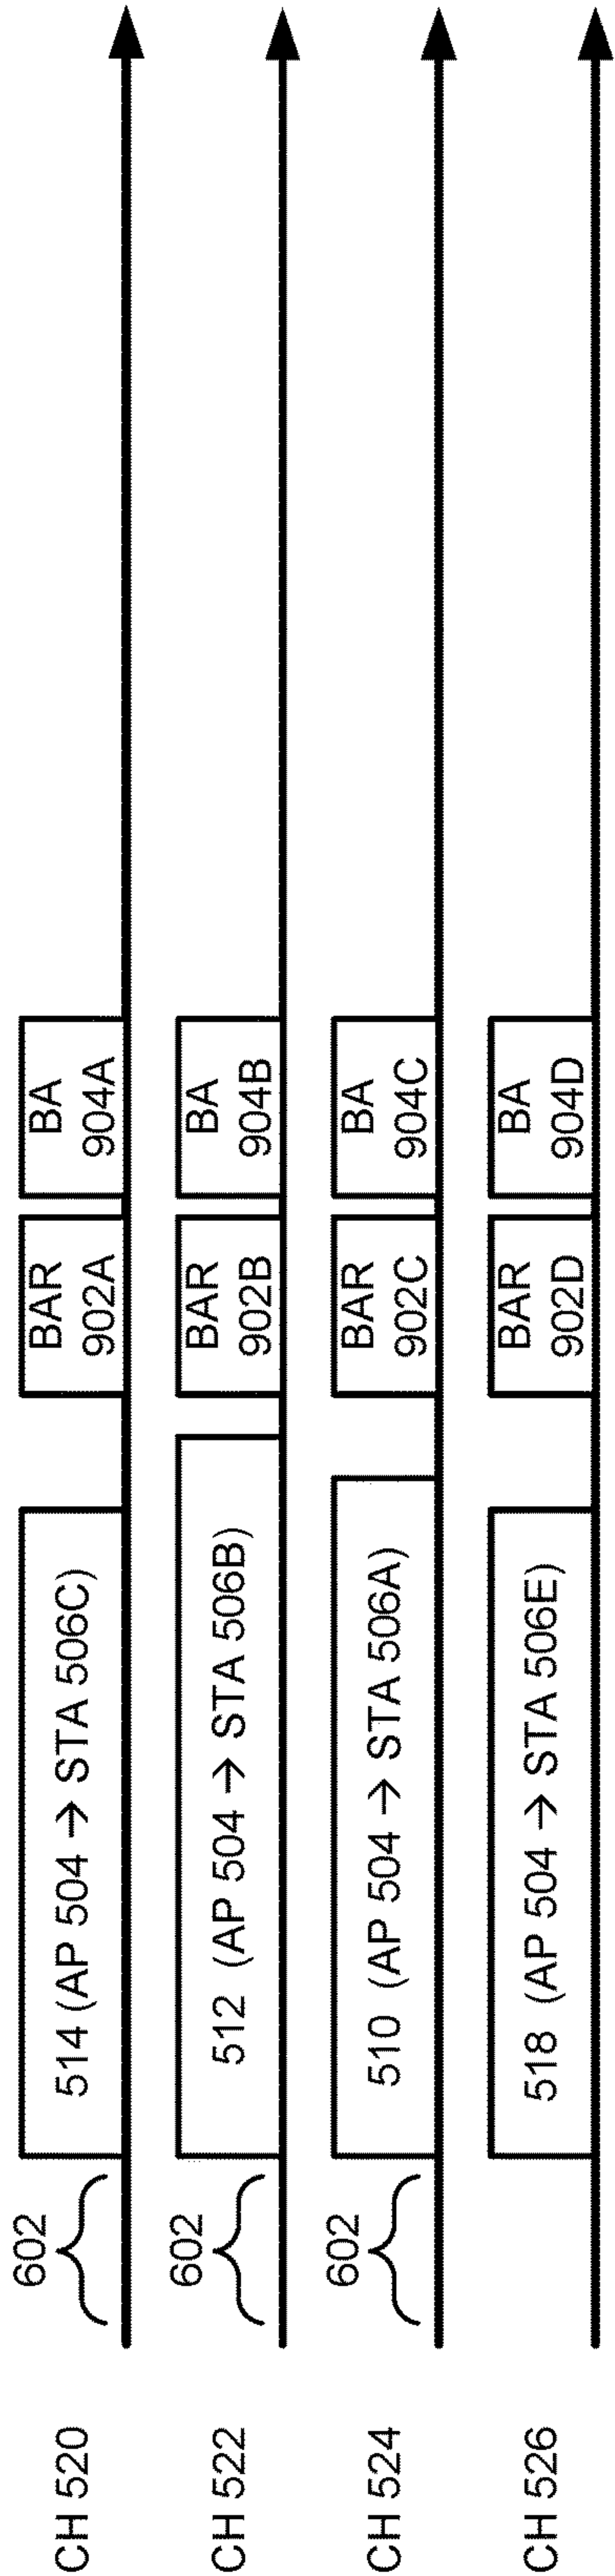 CH 520
602
514 (AP 504 → STA 506C)
BAR
902A
BA
904A
CH 522
602
512 (AP 504 → STA 506B)
BAR
902B
BA
904B
CH 524
602
510 (AP 504 → STA 506A)
BAR
902C
BA
904C
CH 526
518 (AP 504 → STA 506E)
BAR
902D
BA
904D